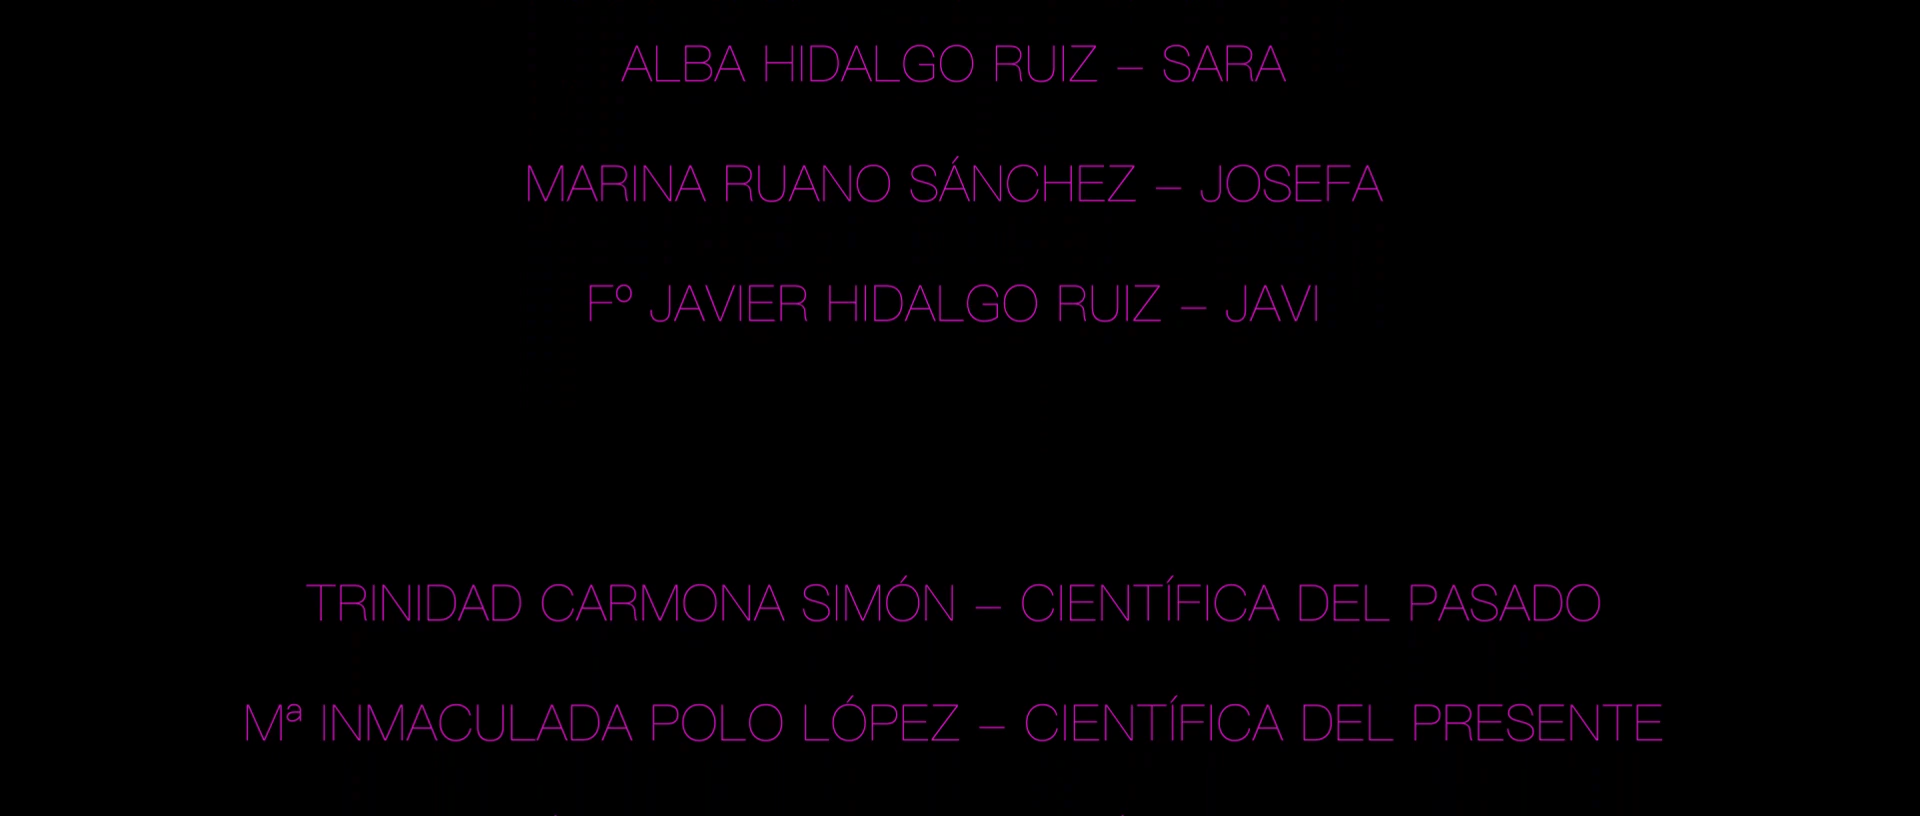 ALBA HIDALGO RUIZ – SARA
MARINA RUANO SÁNCHEZ – JOSEFA
Fº JAVIER HIDALGO RUIZ – JAVI
TRINIDAD CARMONA SIMÓN – CIENTÍFICA DEL PASADO
Mª INMACULADA POLO LÓPEZ – CIENTÍFICA DEL PRESENTE